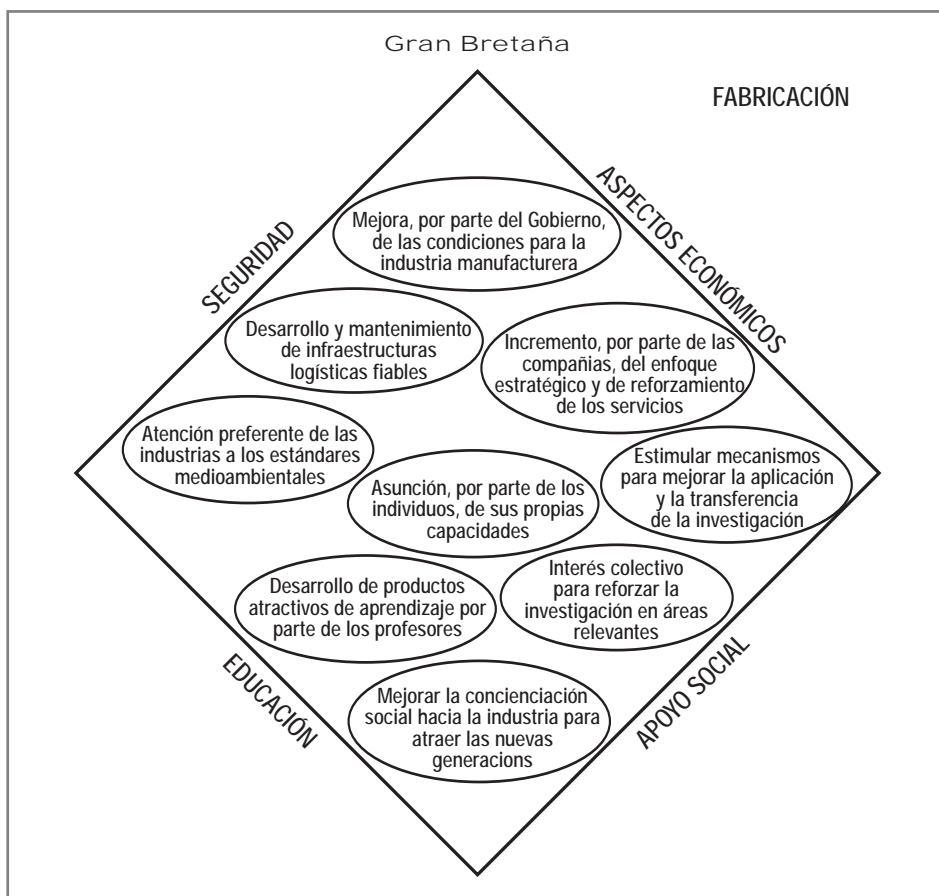 Gran Bretaña
FABRICACIÓN
SEGURIDAD
ASPECTOS ECONÓMICOS
Mejora, por parte del Gobierno,
de las condiciones para la
industria manufacturera
Desarrollo y mantenimiento
de infraestructuras
logísticas fiables
Incremento, por parte de las
compañias, del enfoque
estratégico y de reforzamiento
de los servicios
Atención preferente de las
industrias a los estándares
medioambientales
Asunción, por parte de los
individuos, de sus propias
capacidades
Estimular mecanismos
para mejorar la aplicación
y la transferencia
de la investigación
Desarrollo de productos
atractivos de aprendizaje por
parte de los profesores
Interés colectivo
para reforzar la
investigación en áreas
relevantes
Mejorar la concienciación
social hacia la industria para
atraer las nuevas
generacions
EDUCACIÓN
APOYO SOCIAL